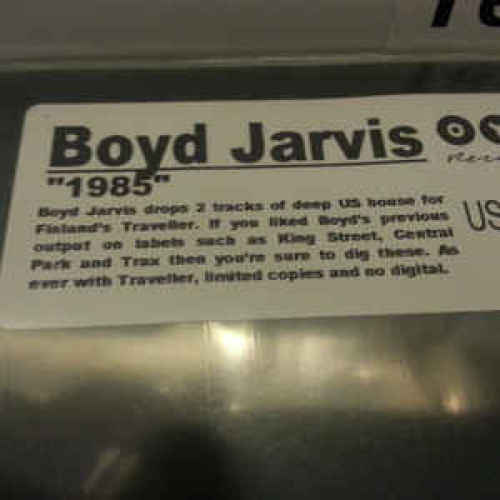 Boyd Jarvis
"1985"
Boyd Jarvis drops 2 tracks of deep US house for
Finland's Traveller. If you liked Boyd's previous
output on labels such as King Street, Central
Park and Trax then you're sure to dig these. As
ever with Traveller, limited copies and no digital.
US